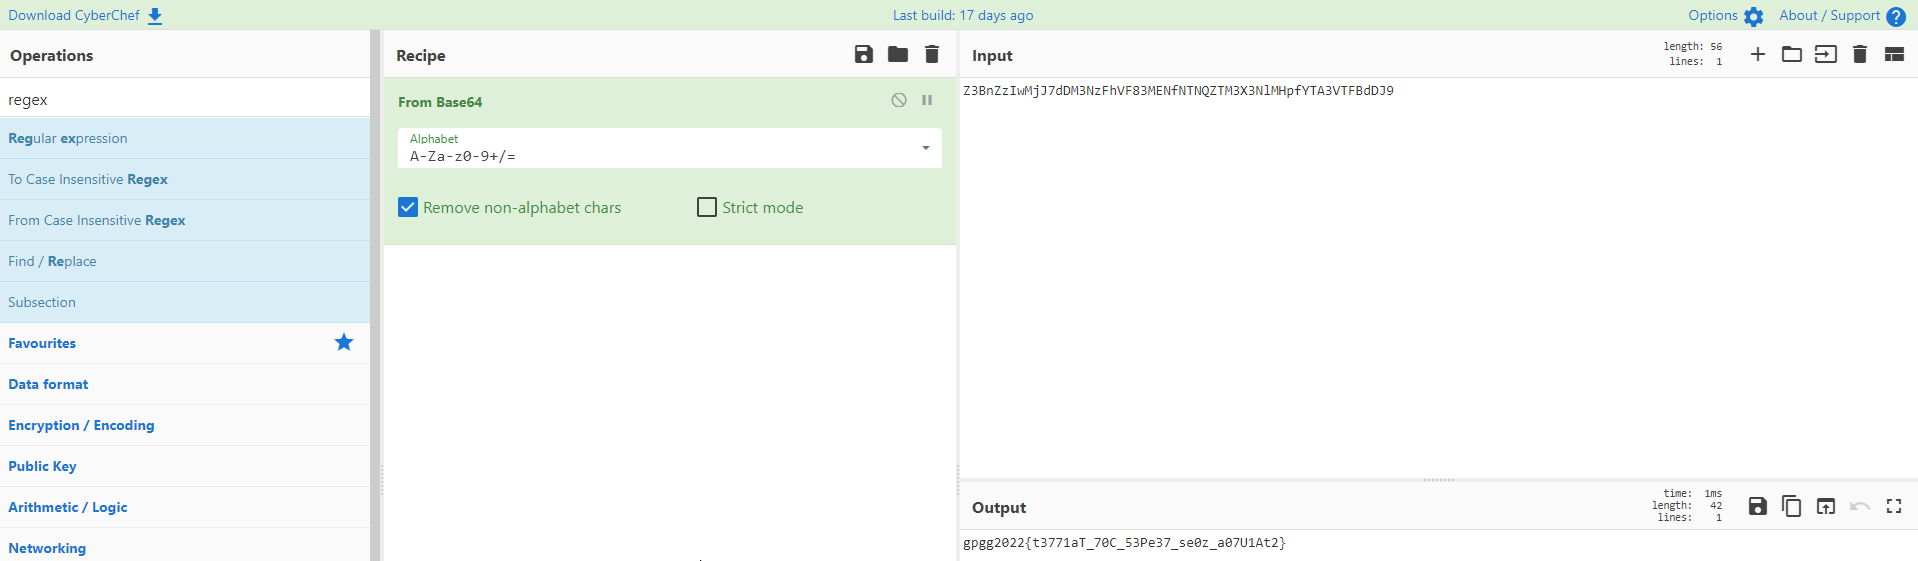 Download CyberChef
Last build: 17 days ago
Options
About / Support
Operations
regex
Regular expression
To Case Insensitive Regex
From Case Insensitive Regex
Find / Replace
Subsection
Favourites
Data format
Encryption / Encoding
Public Key
Arithmetic / Logic
Networking
Recipe
From Base64
Alphabet
A-Za-z0-9+/=
Remove non-alphabet chars
Strict mode
Input
length: 56
lines: 1
Z3BnZzIwMjJ7dDM3NzFhVF83MENfNTNQZTM3X3NlMHpfYTA3VTFBdDJ9
Output
time: 1ms
length: 42
lines: 1
gpgg2022{t3771aT_70C_53Pe37_se0z_a07U1At2}